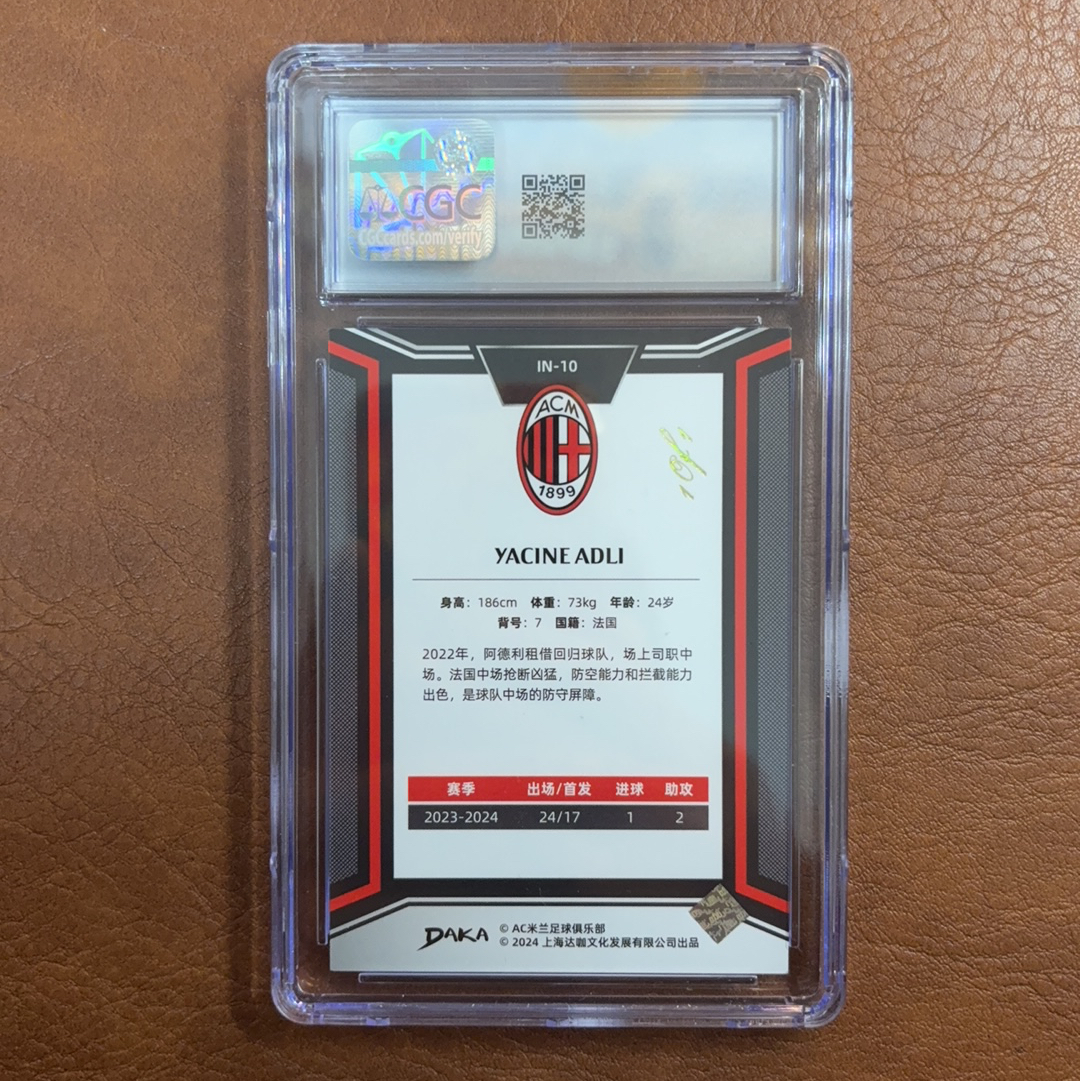 CGC
CGCcards.com/verify
IN-10
ACM
1899
YACINE ADLI
身高：186cm 体重：73kg 年龄：24岁
背号：7 国籍：法国
2022年，阿德利租借回归球队，场上司职中
场。法国中场抢断凶猛，防空能力和拦截能力
出色，是球队中场的防守屏障。
赛季 出场/首发 进球 助攻
2023-2024 24/17 1 2
DAKA
© AC米兰足球俱乐部
© 2024 上海达咖文化发展有限公司出品